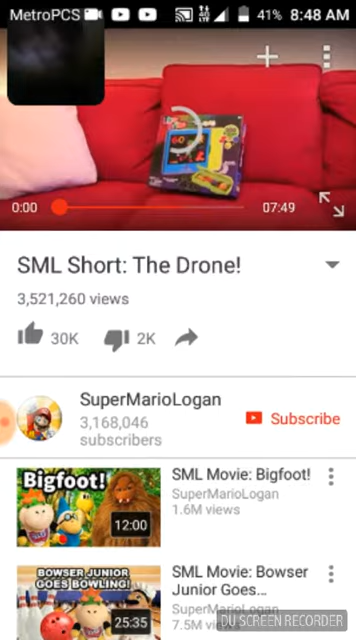 MetroPCS
4G
LTE
41% 8:48 AM
0:00
07:49
SML Short: The Drone!
3,521,260 views
30K
2K
SuperMarioLogan
3,168,046
subscribers
Subscribe
Bigfoot!
12:00
SML Movie: Bigfoot!
SuperMarioLogan
1.6M views
BOWSER JUNIOR
GOES BOWLING!
25:35
SML Movie: Bowser
Junior Goes...
SuperMarioLogan
7.5M
DU SCREEN RECORDER